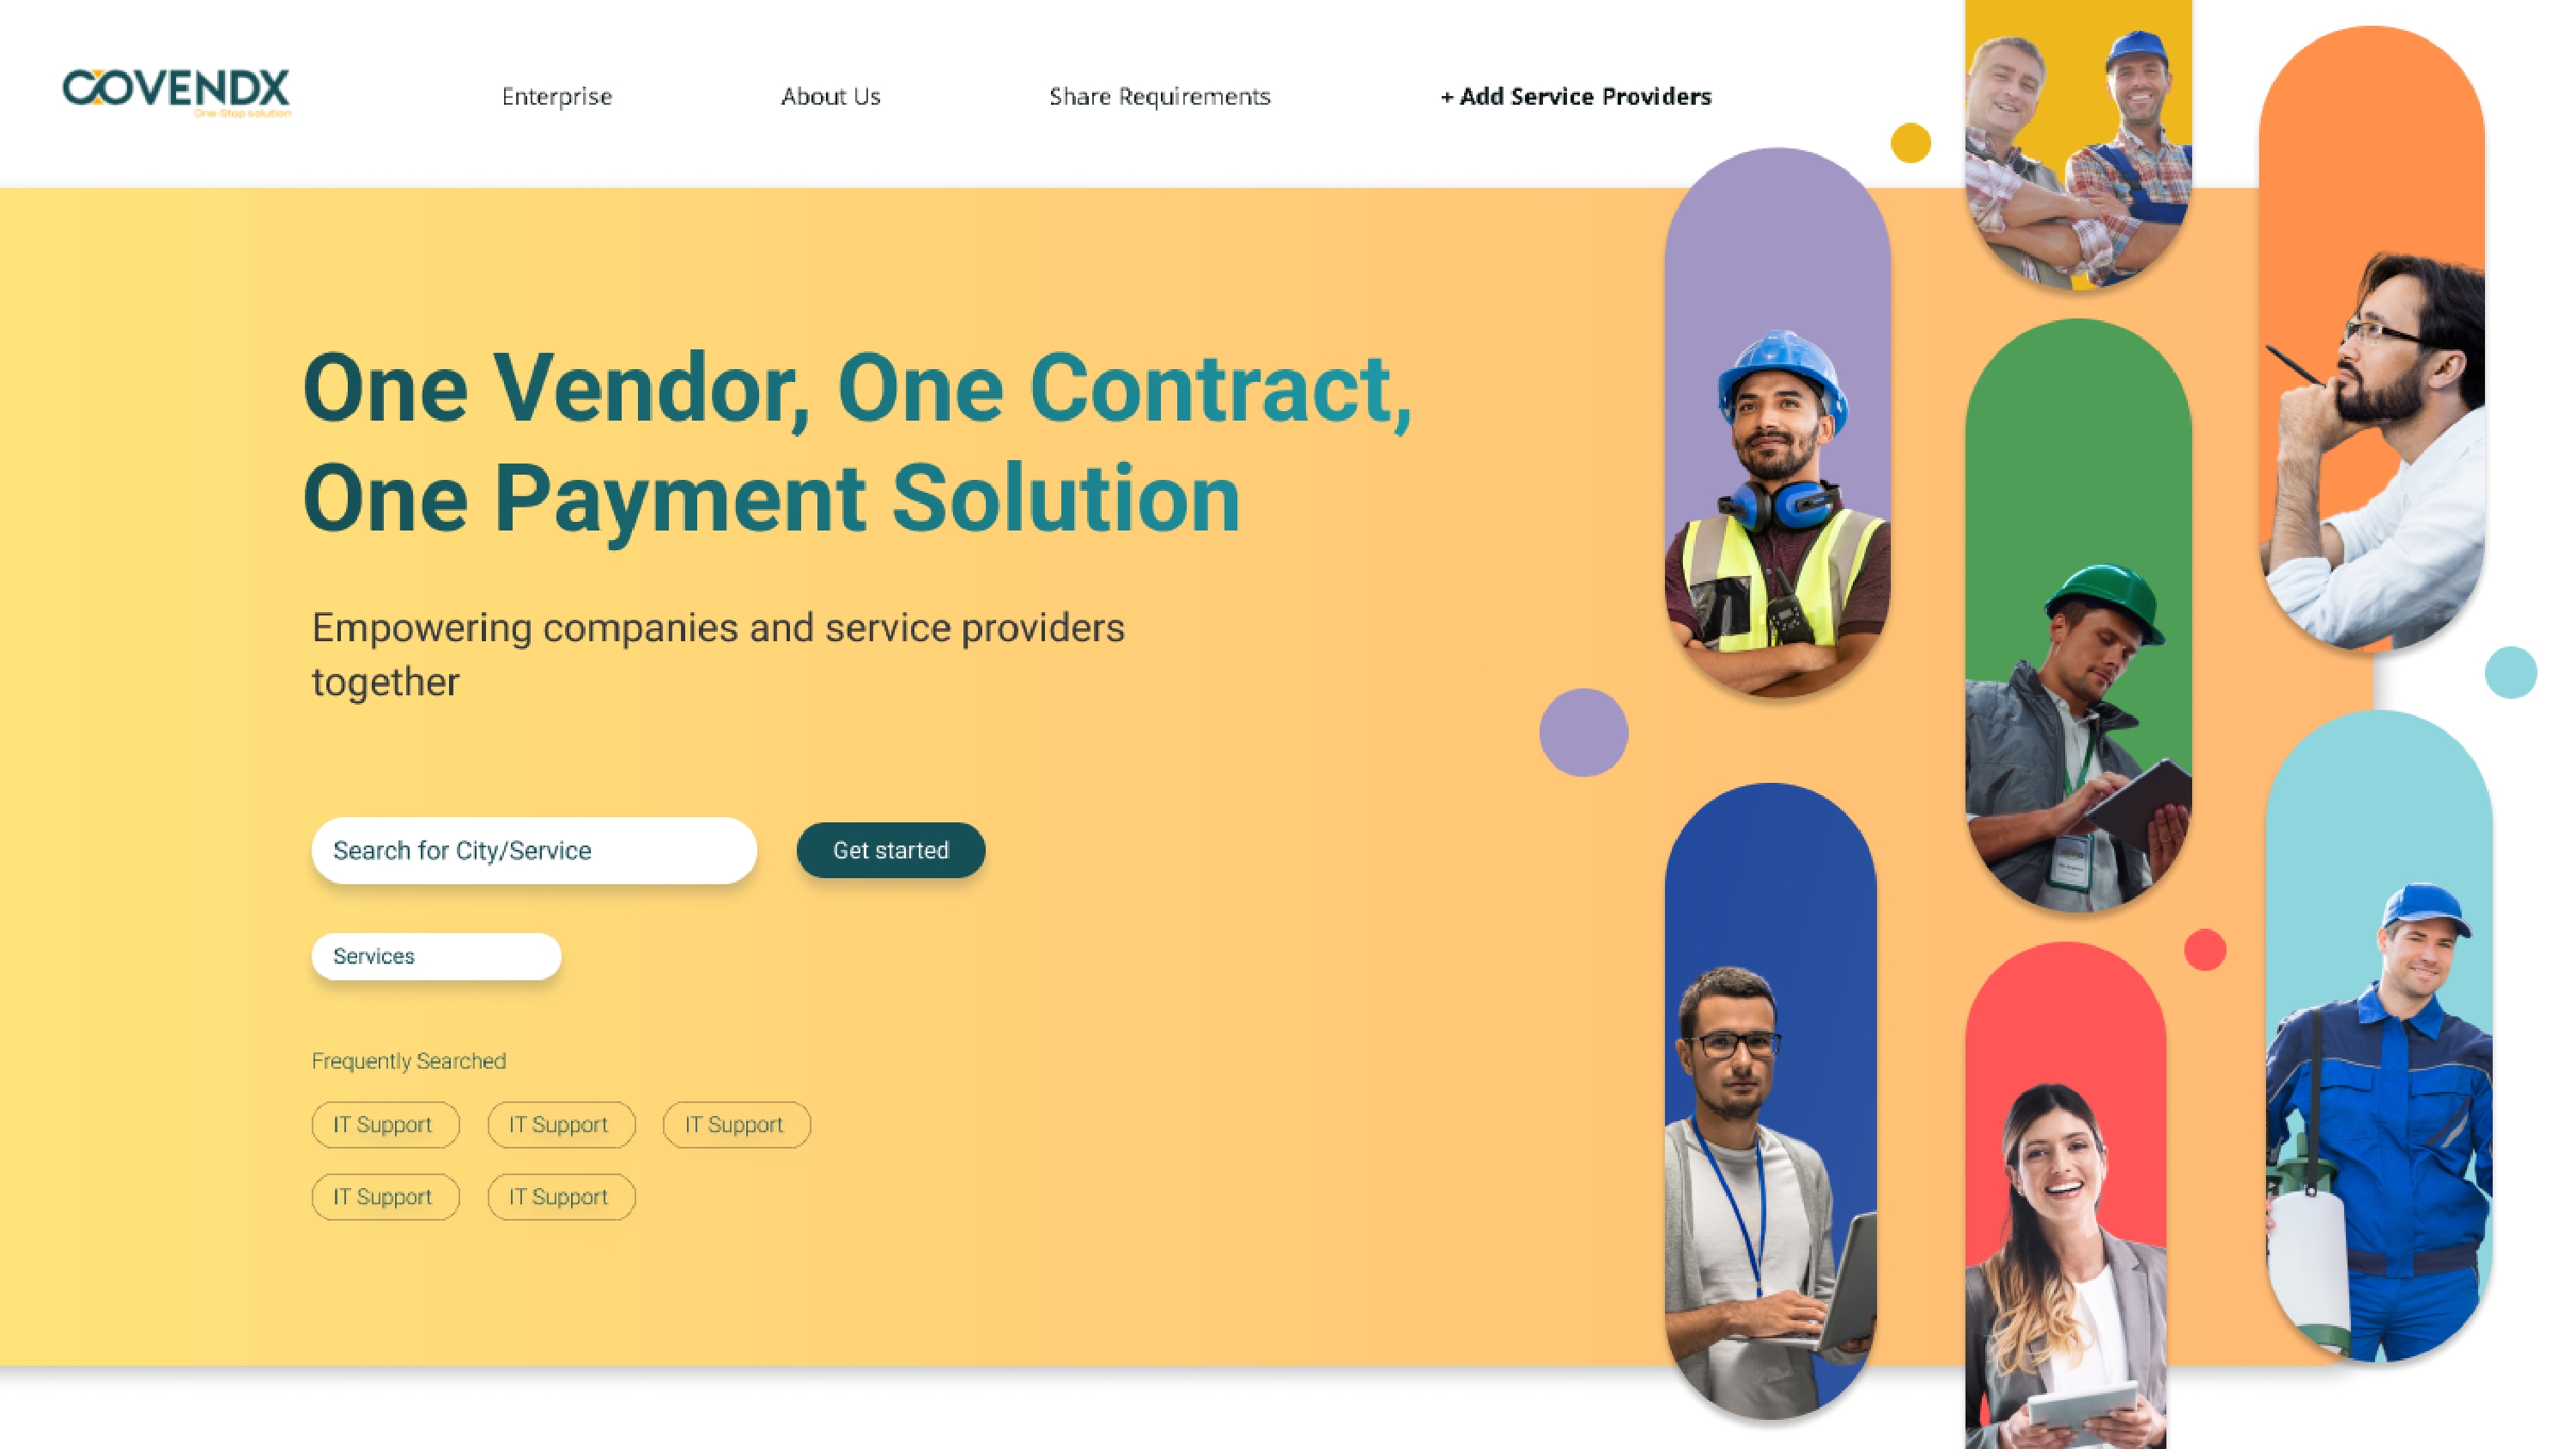 COVENDX
One-Stop solution
Enterprise
About Us
Share Requirements
+ Add Service Providers
One Vendor, One Contract,
One Payment Solution
Empowering companies and service providers
together
Search for City/Service
Get started
Services
Frequently Searched
IT Support
IT Support
IT Support
IT Support
IT Support